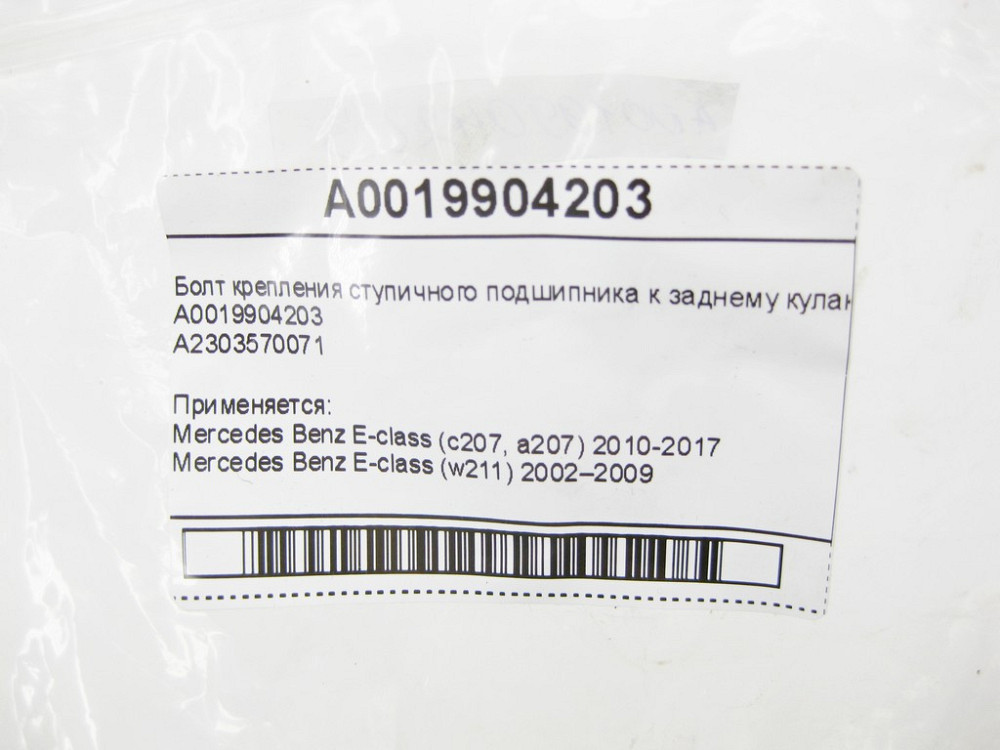 A0019904203
Болт крепления ступичного подшипника к заднему кулак
A0019904203
A2303570071
Применяется:
Mercedes Benz E-class (c207, a207) 2010-2017
Mercedes Benz E-class (w211) 2002–2009